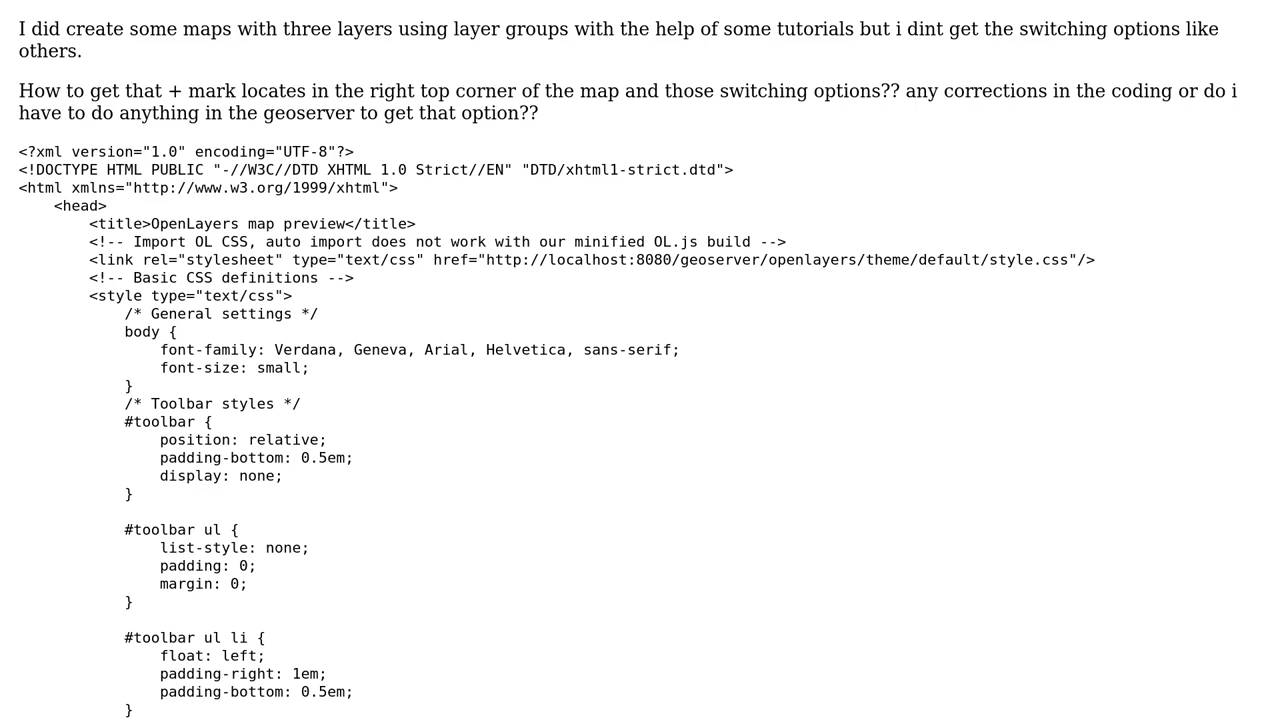 I did create some maps with three layers using layer groups with the help of some tutorials but i dint get the switching options like
others.
How to get that + mark locates in the right top corner of the map and those switching options?? any corrections in the coding or do i
have to do anything in the geoserver to get that option??
<?xml version="1.0" encoding="UTF-8"?>
<!DOCTYPE HTML PUBLIC "-//W3C//DTD XHTML 1.0 Strict//EN" "DTD/xhtml1-strict.dtd">
<html xmlns="http://www.w3.org/1999/xhtml">
    <head>
        <title>OpenLayers map preview</title>
        <!-- Import OL CSS, auto import does not work with our minified OL.js build -->
        <link rel="stylesheet" type="text/css" href="http://localhost:8080/geoserver/openlayers/theme/default/style.css"/>
        <!-- Basic CSS definitions -->
        <style type="text/css">
            /* General settings */
            body {
                font-family: Verdana, Geneva, Arial, Helvetica, sans-serif;
                font-size: small;
            }
            /* Toolbar styles */
            #toolbar {
                position: relative;
                padding-bottom: 0.5em;
                display: none;
            }
            #toolbar ul {
                list-style: none;
                padding: 0;
                margin: 0;
            }
            #toolbar ul li {
                float: left;
                padding-right: 1em;
                padding-bottom: 0.5em;
            }